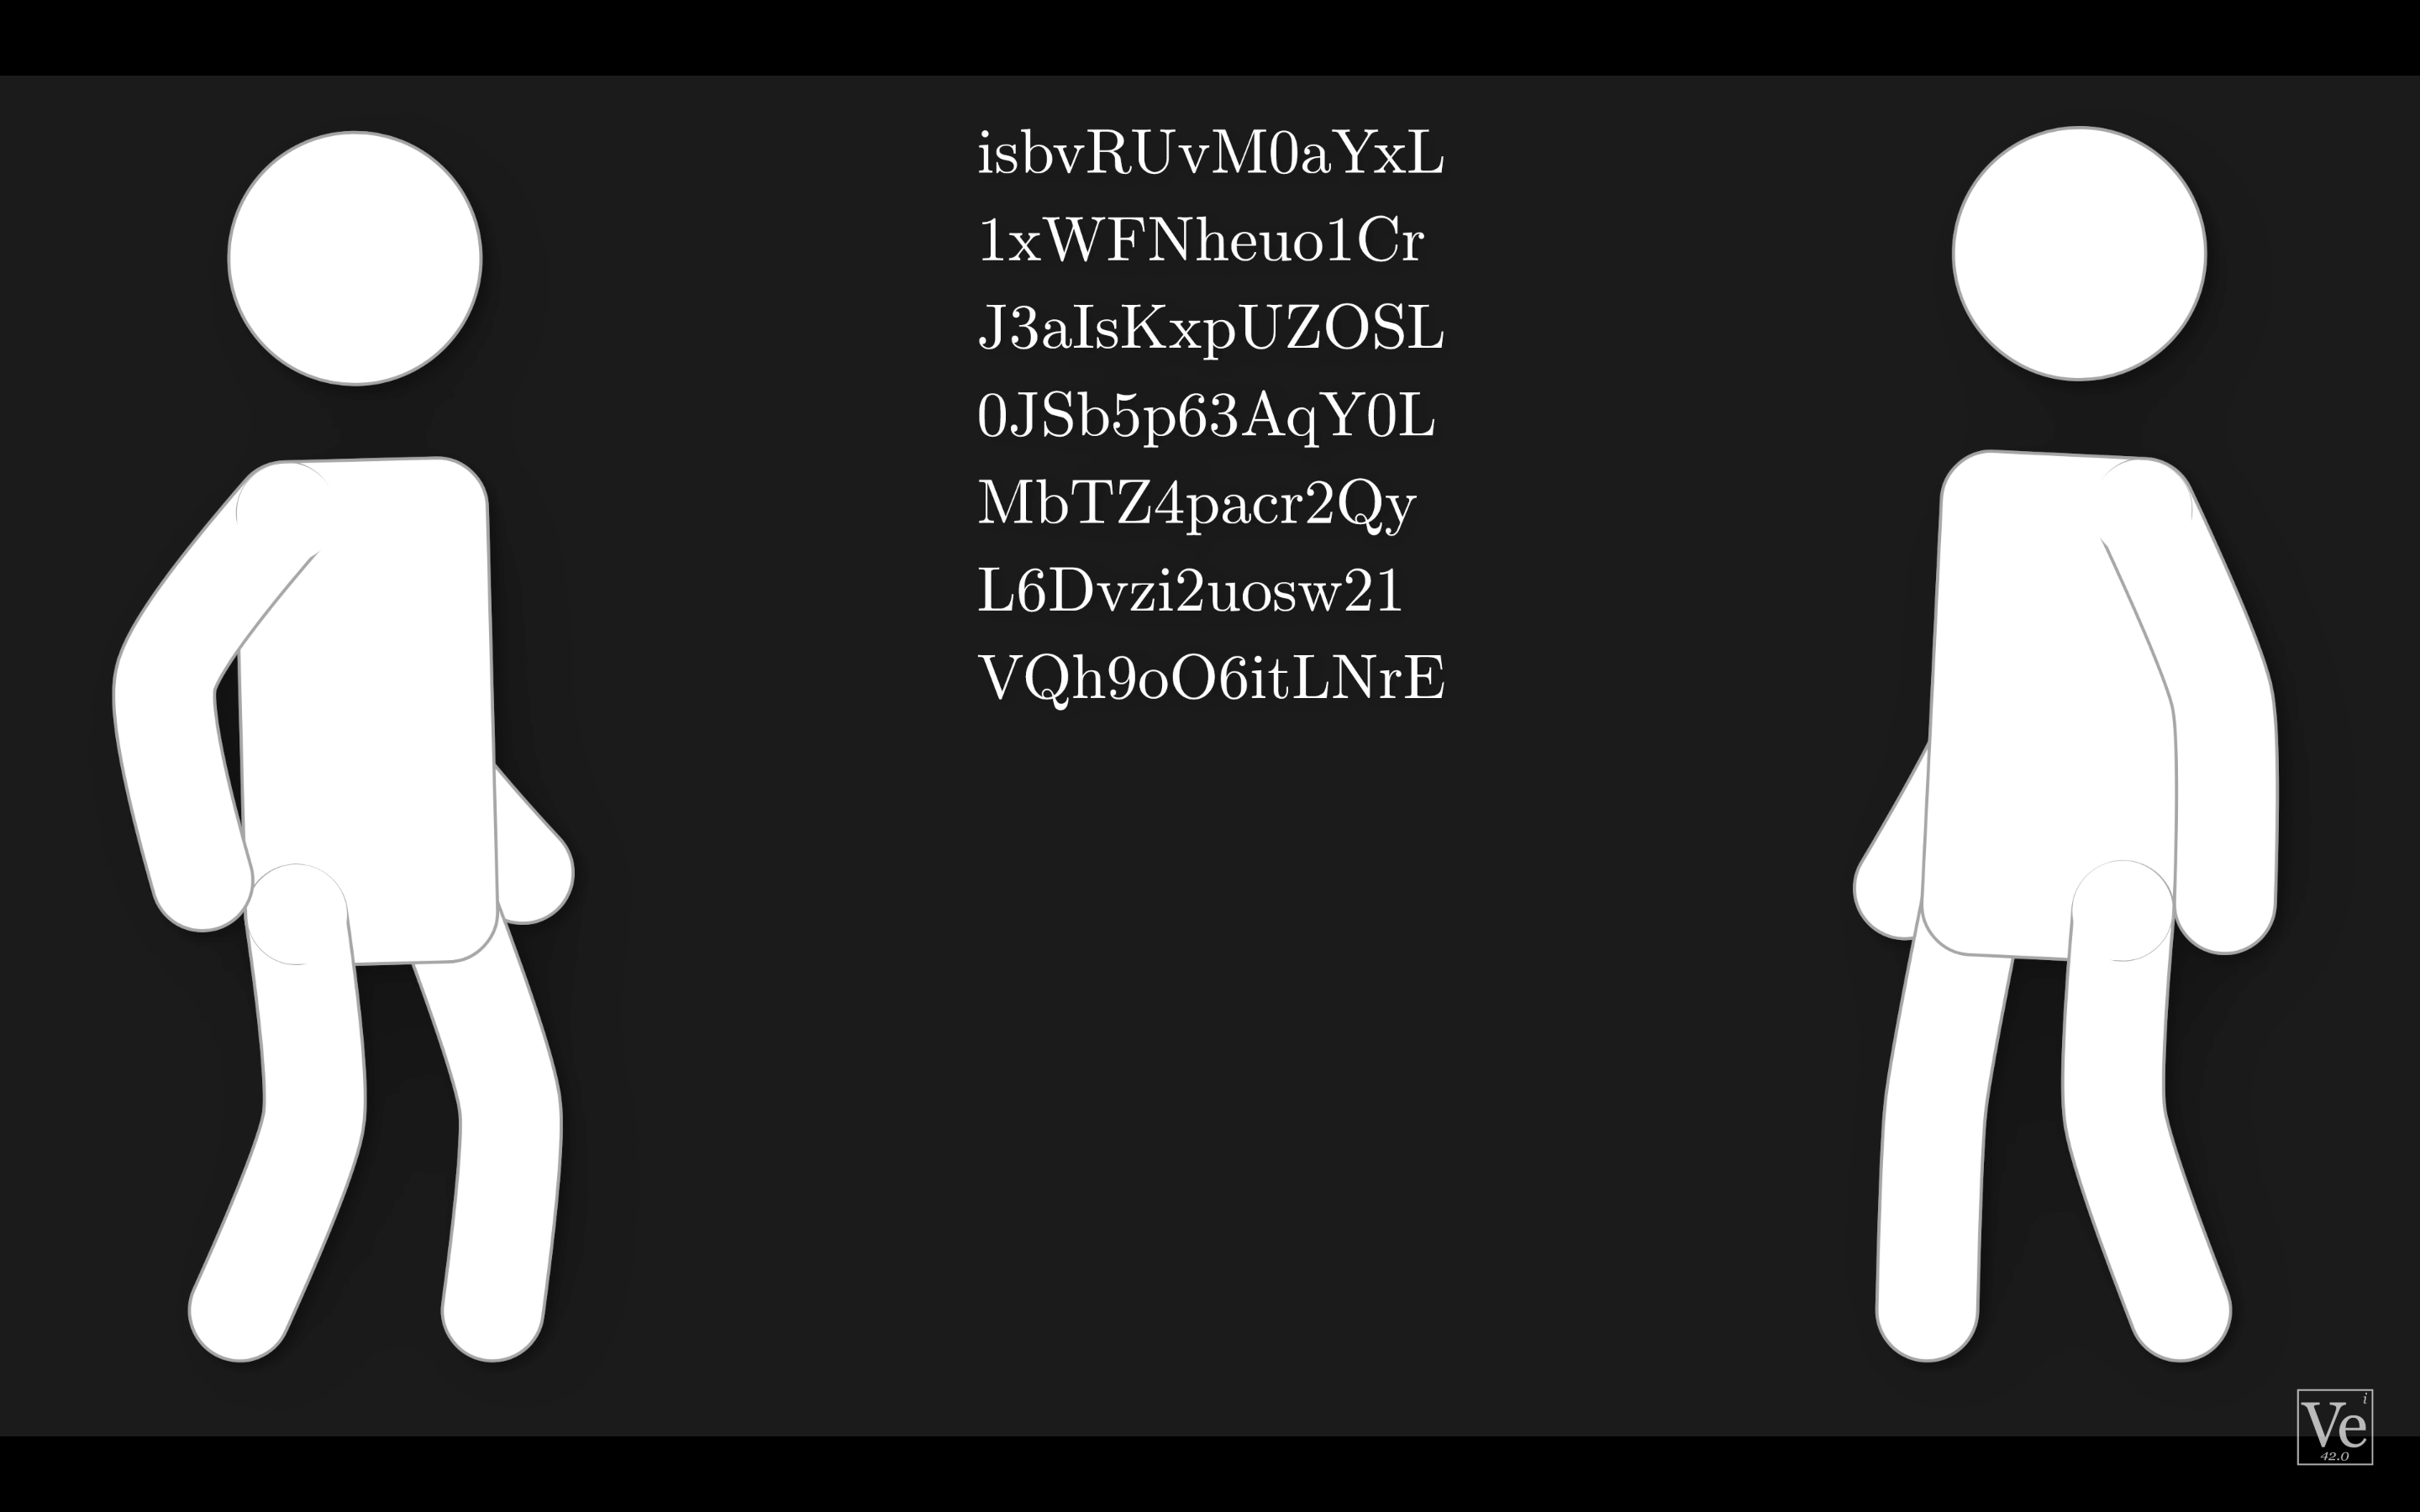 isbvRUvM0aYxL
1xWFNheuo1Cr
J3aIsKxpUZOSL
0JSb5p63AqY0L
MbTZ4pacr2Qy
L6Dvzi2uosw21
VQh9oO6itLNrE
i
Ve
42.0